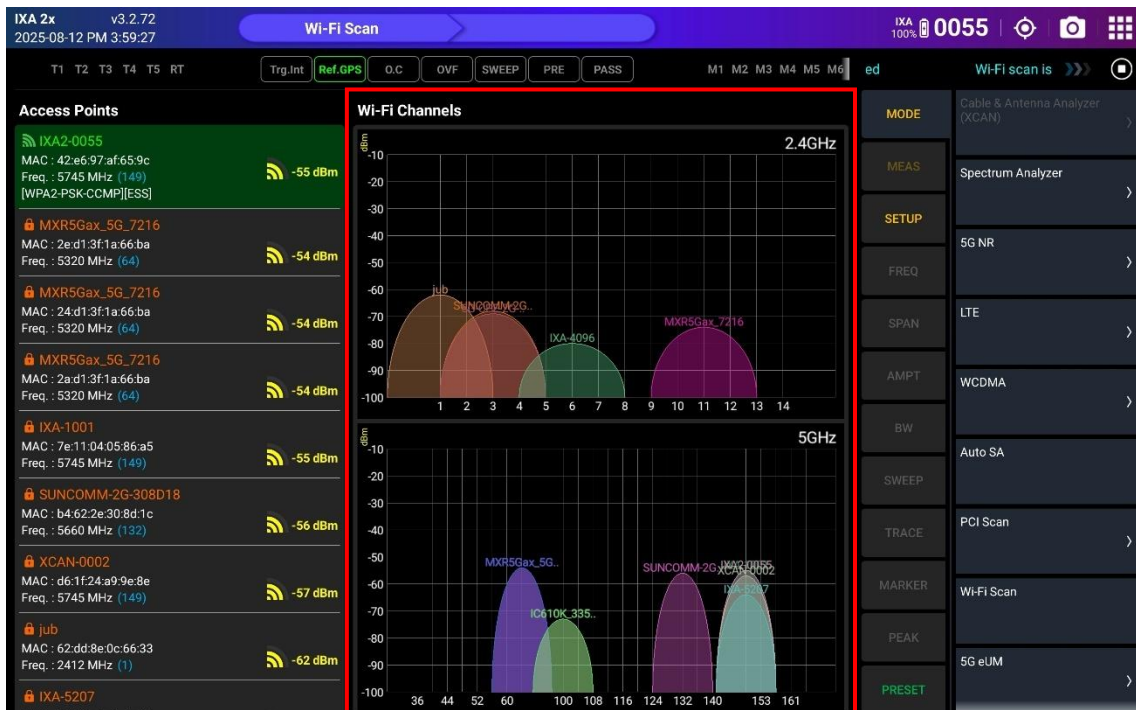 IXA 2x v3.2.72
2025-08-12 PM 3:59:27
Wi-Fi Scan
IXA
100%
0055
T1 T2 T3 T4 T5 RT
Trg.Int Ref.GPS O.C OVF SWEEP PRE PASS
M1 M2 M3 M4 M5 M6
ed Wi-Fi scan is
Access Points
IXA2-0055
MAC : 42:e6:97:af:65:9c
Freq. : 5745 MHz (149)
[WPA2-PSK-CCMP][ESS]
-55 dBm
MXR5Gax_5G_7216
MAC : 2e:d1:3f:1a:66:ba
Freq. : 5320 MHz (64)
-54 dBm
MXR5Gax_5G_7216
MAC : 24:d1:3f:1a:66:ba
Freq. : 5320 MHz (64)
-54 dBm
MXR5Gax_5G_7216
MAC : 2a:d1:3f:1a:66:ba
Freq. : 5320 MHz (64)
-54 dBm
IXA-1001
MAC : 7e:11:04:05:86:a5
Freq. : 5745 MHz (149)
-55 dBm
SUNCOMM-2G-308D18
MAC : b4:62:2e:30:8d:1c
Freq. : 5660 MHz (132)
-56 dBm
XCAN-0002
MAC : d6:1f:24:a9:9e:8e
Freq. : 5745 MHz (149)
-57 dBm
jub
MAC : 62:dd:8e:0c:66:33
Freq. : 2412 MHz (1)
-62 dBm
IXA-5207
Wi-Fi Channels
2.4GHz
dBm
-10
-20
-30
-40
-50
-60
-70
-80
-90
-100
jub
SUNCOMM-2G..
IXA-4096
MXR5Gax_7216
1 2 3 4 5 6 7 8 9 10 11 12 13 14
5GHz
dBm
-10
-20
-30
-40
-50
-60
-70
-80
-90
-100
MXR5Gax_5G..
IC610K_335..
SUNCOMM-2G
IXA2-0055
XCAN-0002
IXA-5207
36 44 52 60 100 108 116 124 132 140 153 161
MODE
MEAS
SETUP
FREQ
SPAN
AMPT
BW
SWEEP
TRACE
MARKER
PEAK
PRESET
Cable & Antenna Analyzer
(XCAN)
Spectrum Analyzer
5G NR
LTE
WCDMA
Auto SA
PCI Scan
Wi-Fi Scan
5G eUM